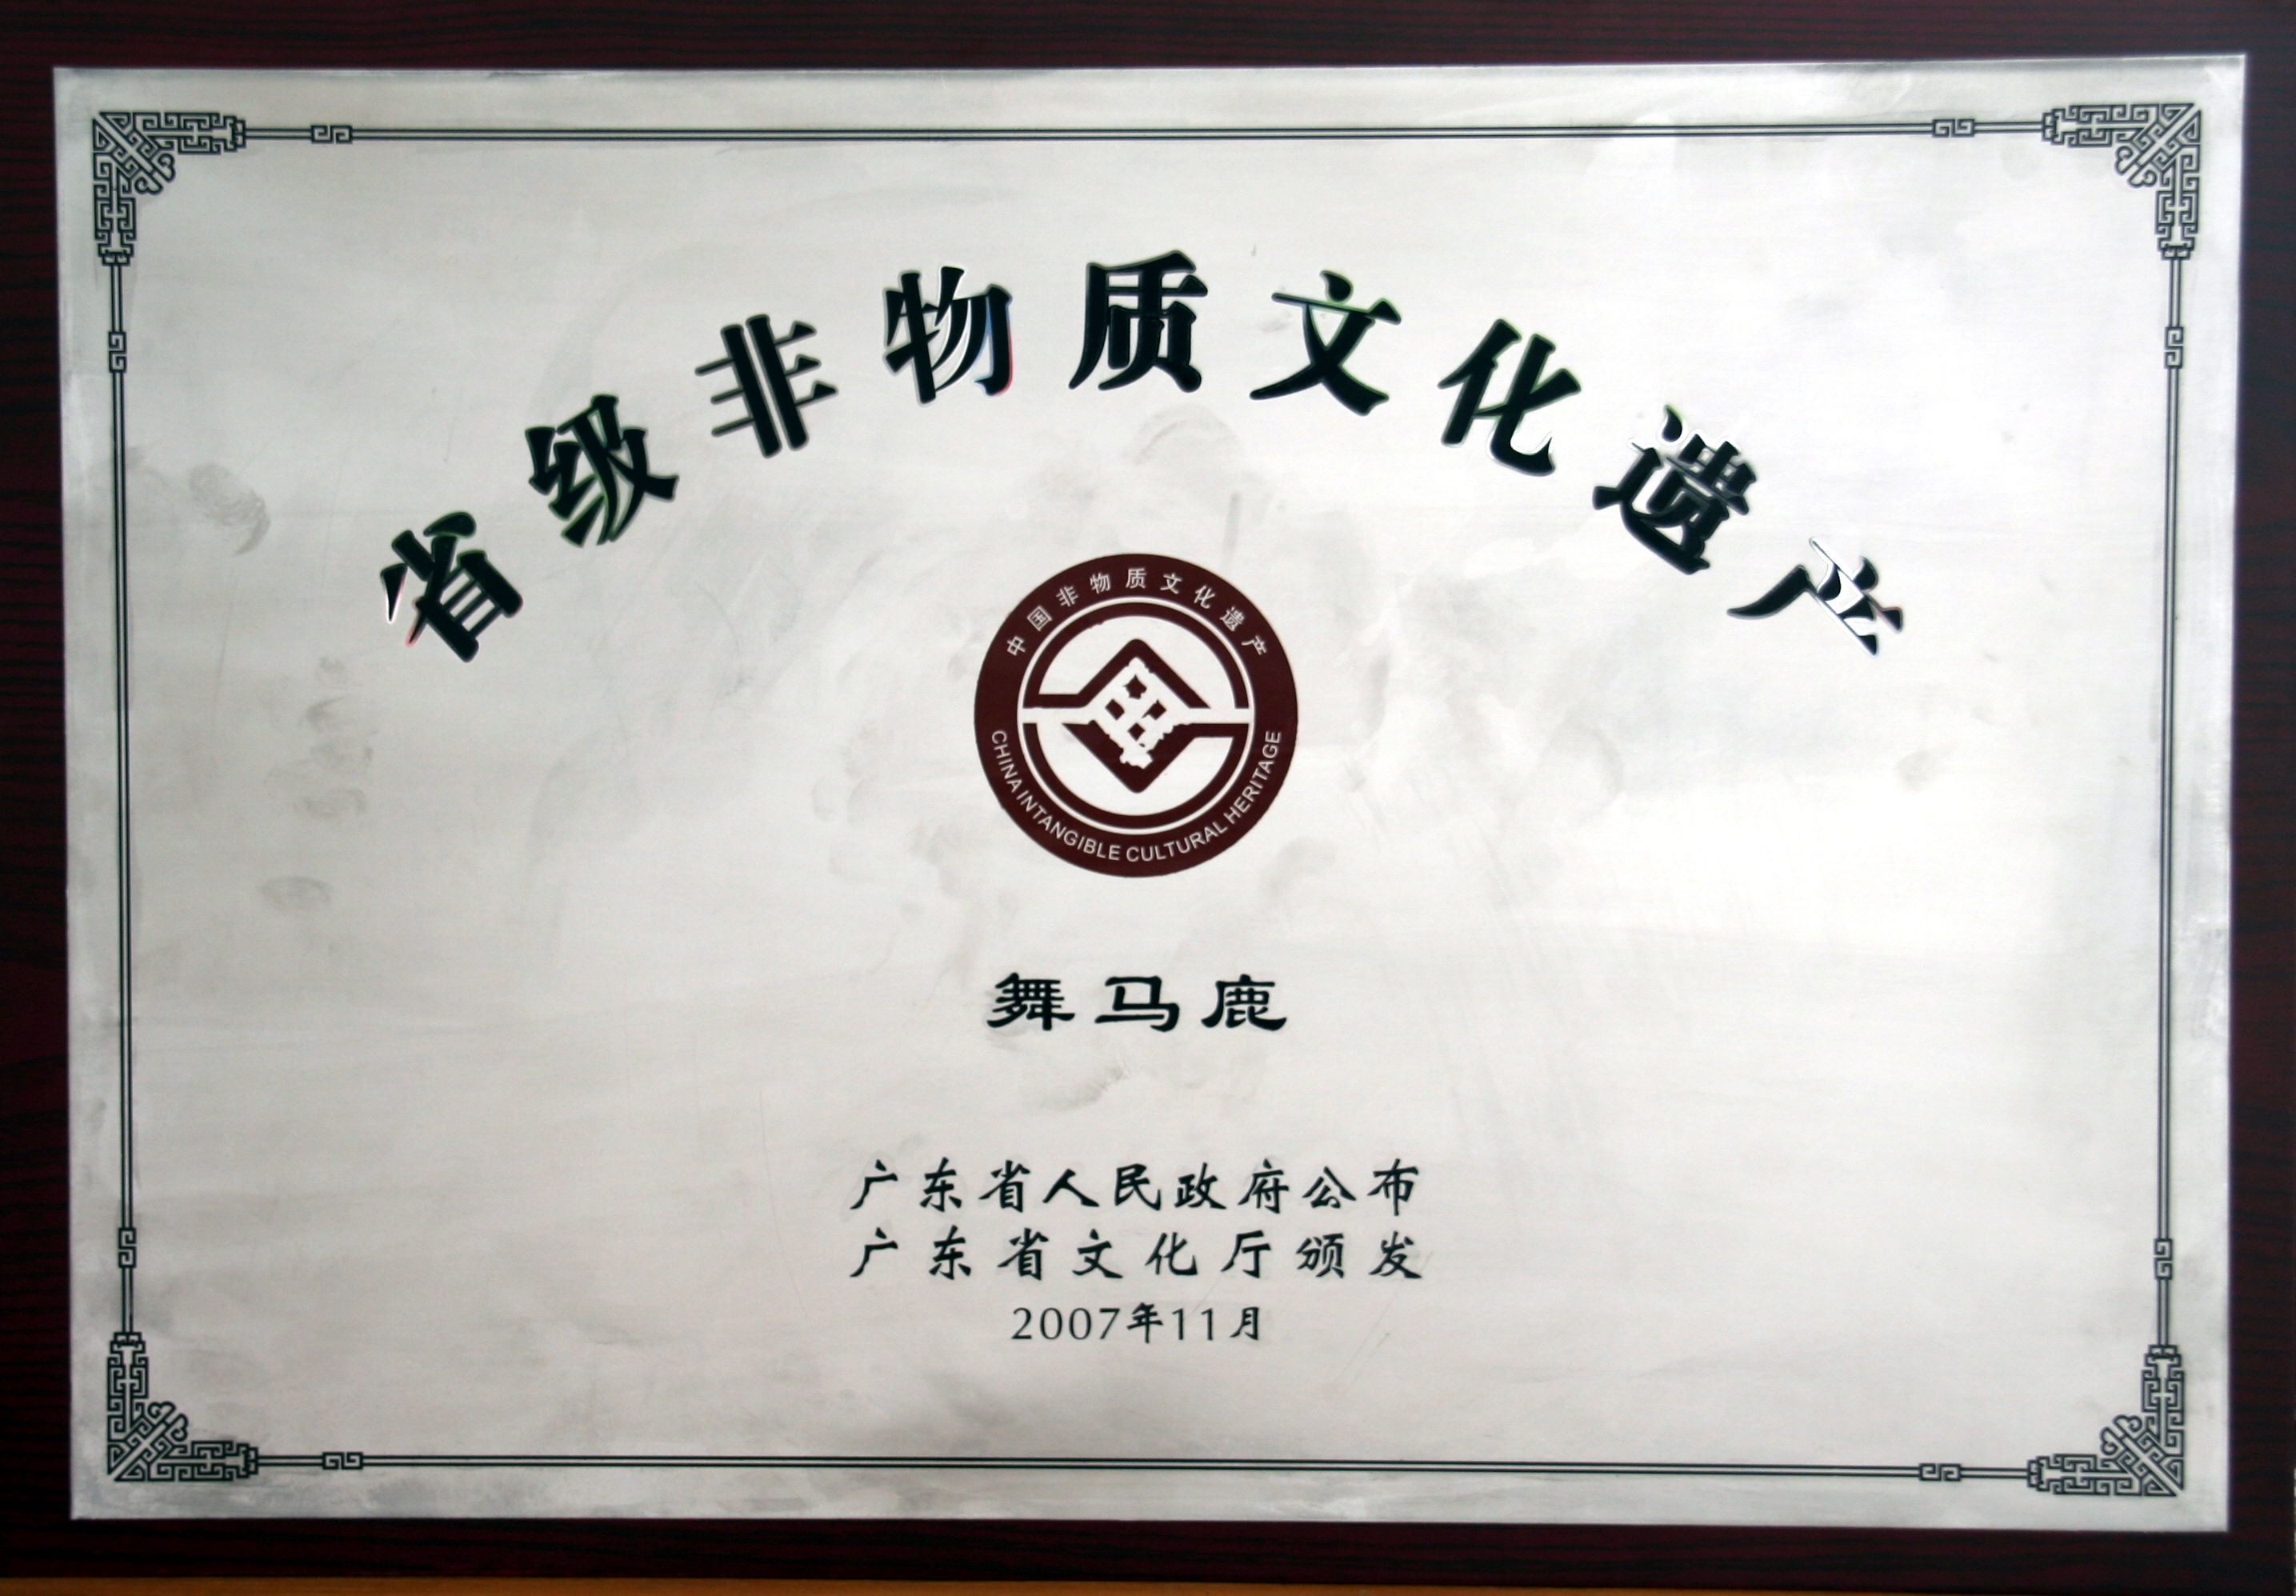 省级非物质文化遗产
中国非物质文化遗产
CHINA INTANGIBLE CULTURAL HERITAGE
舞马鹿
广东省人民政府公布
广东省文化厅颁发
2007年11月